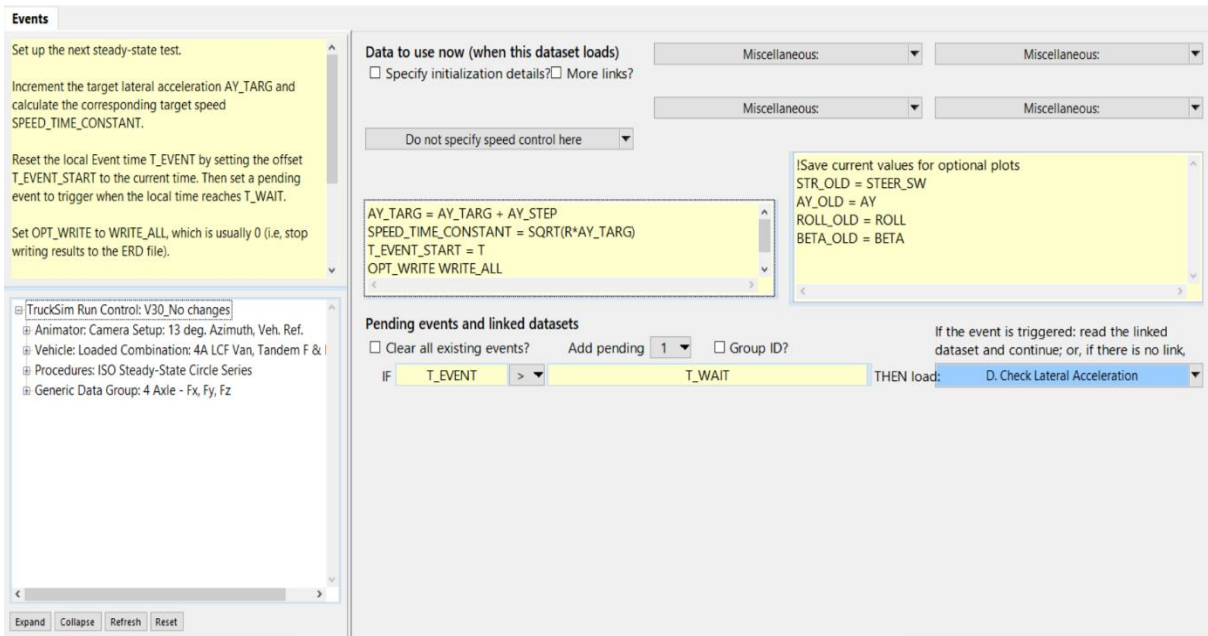 Events
Set up the next steady-state test.
Increment the target lateral acceleration AY_TARG and
calculate the corresponding target speed
SPEED_TIME_CONSTANT.
Reset the local Event time T_EVENT by setting the offset
T_EVENT_START to the current time. Then set a pending
event to trigger when the local time reaches T_WAIT.
Set OPT_WRITE to WRITE_ALL, which is usually 0 (i.e, stop
writing results to the ERD file).
TruckSim Run Control: V30_No changes
Animator: Camera Setup: 13 deg. Azimuth, Veh. Ref.
Vehicle: Loaded Combination: 4A LCF Van, Tandem F &
Procedures: ISO Steady-State Circle Series
Generic Data Group: 4 Axle - Fx, Fy, Fz
Expand Collapse Refresh Reset
Data to use now (when this dataset loads)
Specify initialization details? More links?
Miscellaneous: Miscellaneous:
Miscellaneous: Miscellaneous:
Do not specify speed control here
AY_TARG = AY_TARG + AY_STEP
SPEED_TIME_CONSTANT = SQRT(R*AY_TARG)
T_EVENT_START = T
OPT_WRITE WRITE_ALL
!Save current values for optional plots
STR_OLD = STEER_SW
AY_OLD = AY
ROLL_OLD = ROLL
BETA_OLD = BETA
Pending events and linked datasets
Clear all existing events? Add pending 1 Group ID?
If the event is triggered: read the linked
dataset and continue; or, if there is no link,
IF T_EVENT > T_WAIT THEN load: D. Check Lateral Acceleration